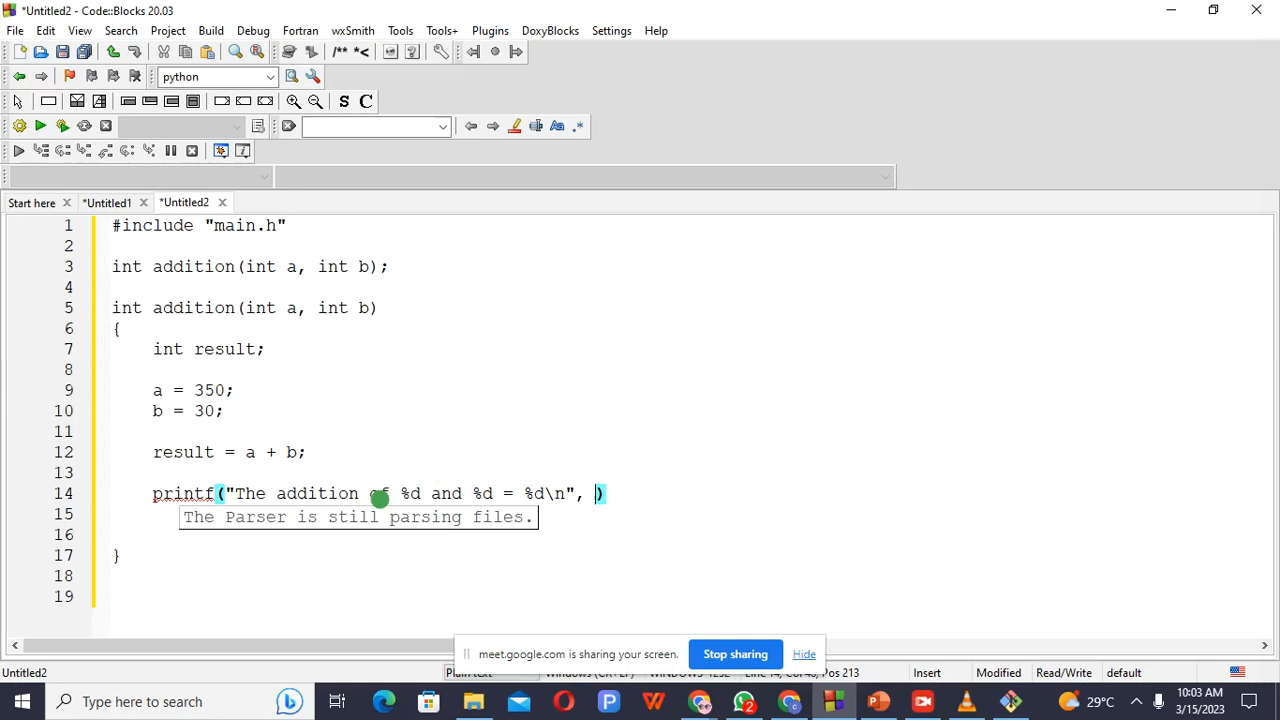 *Untitled2 - Code::Blocks 20.03
File Edit View Search Project Build Debug Fortran wxSmith Tools Tools+ Plugins DoxyBlocks Settings Help
/** *<
python
S C
Aa .*
Start here *Untitled1 *Untitled2
1 #include "main.h"
2
3 int addition(int a, int b);
4
5 int addition(int a, int b)
6 {
7 int result;
8
9 a = 350;
10 b = 30;
11
12 result = a + b;
13
14 printf("The addition of %d and %d = %d\n", )
15 The Parser is still parsing files.
16
17 }
18
19
meet.google.com is sharing your screen. Stop sharing Hide
Untitled2 Plain text Windows (CR+LF) WINDOWS-1252 Line 14, Col 48, Pos 213 Insert Modified Read/Write default
Type here to search 2 29°C 10:03 AM
3/15/2023